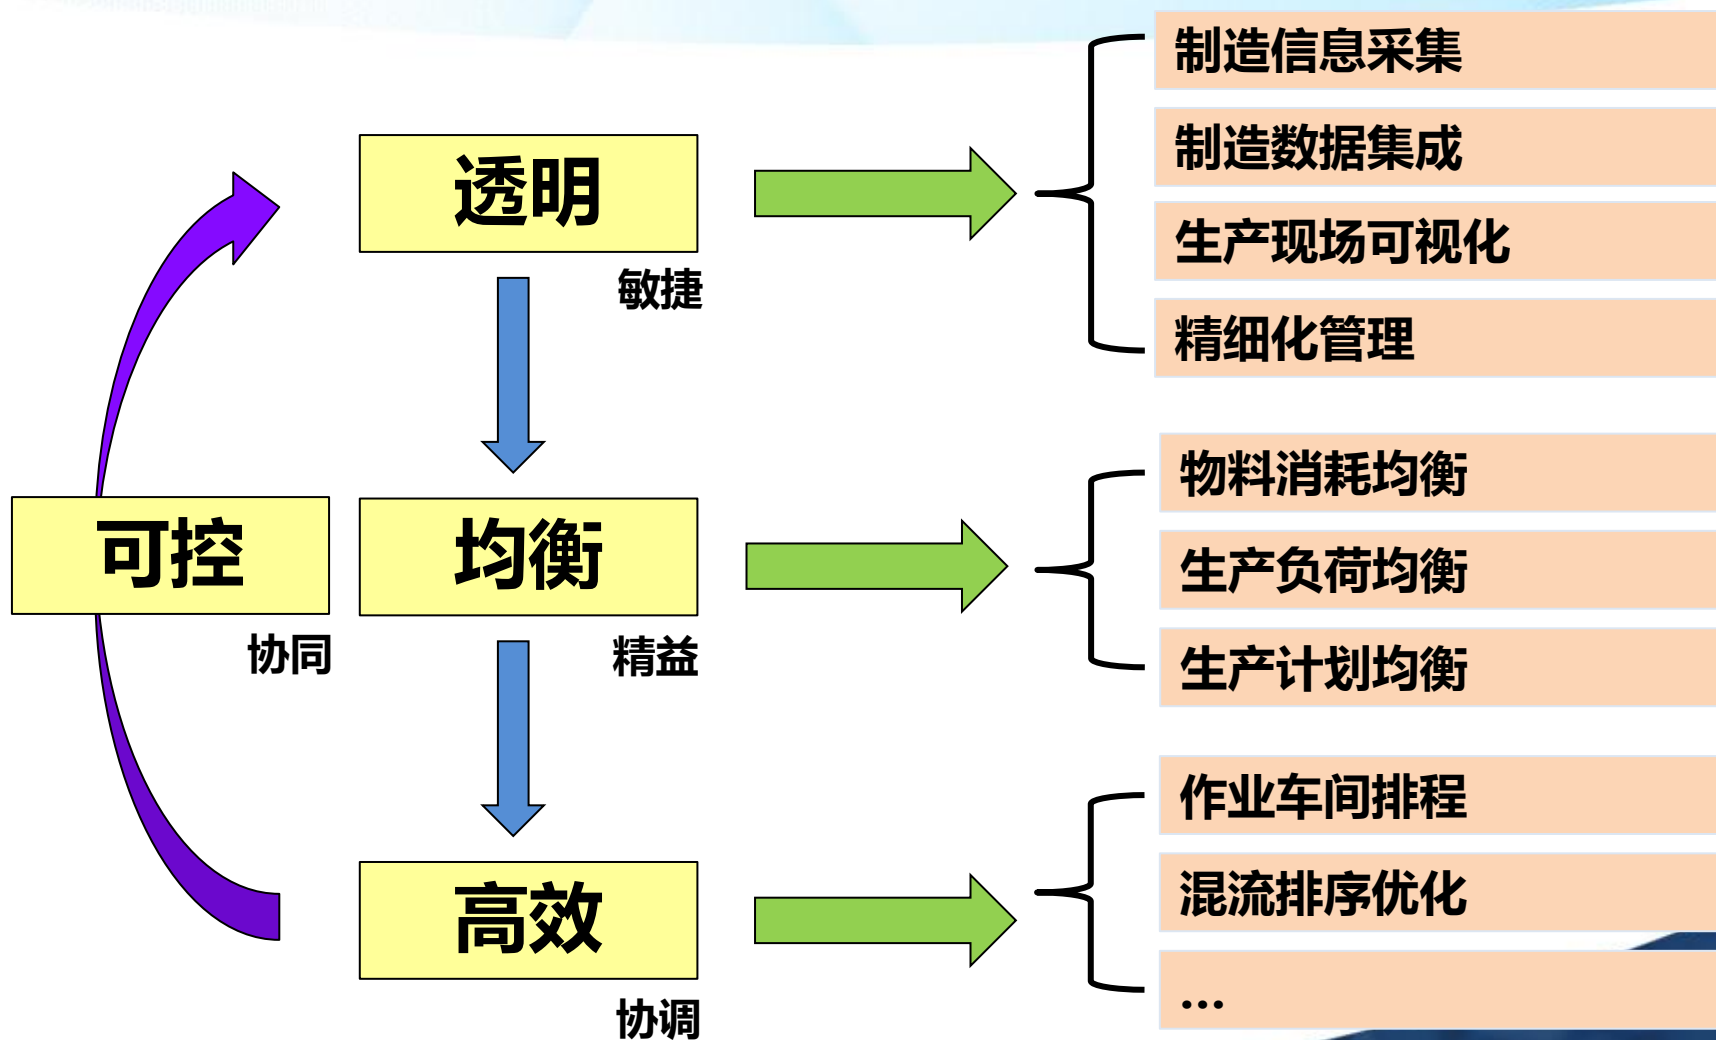 制造信息采集
制造数据集成
透明
生产现场可视化
敏捷
精细化管理
物料消耗均衡
可控
均衡
生产负荷均衡
协同
精益
生产计划均衡
作业车间排程
高效
混流排序优化
协调
...